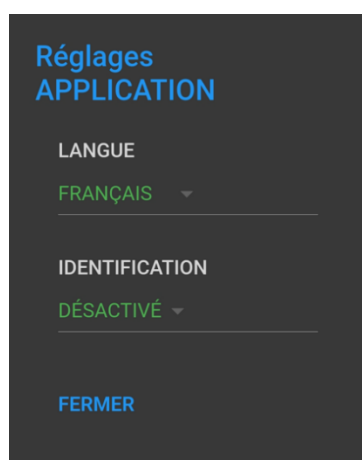 Réglages
APPLICATION
LANGUE
FRANÇAIS
IDENTIFICATION
DÉSACTIVÉ
FERMER